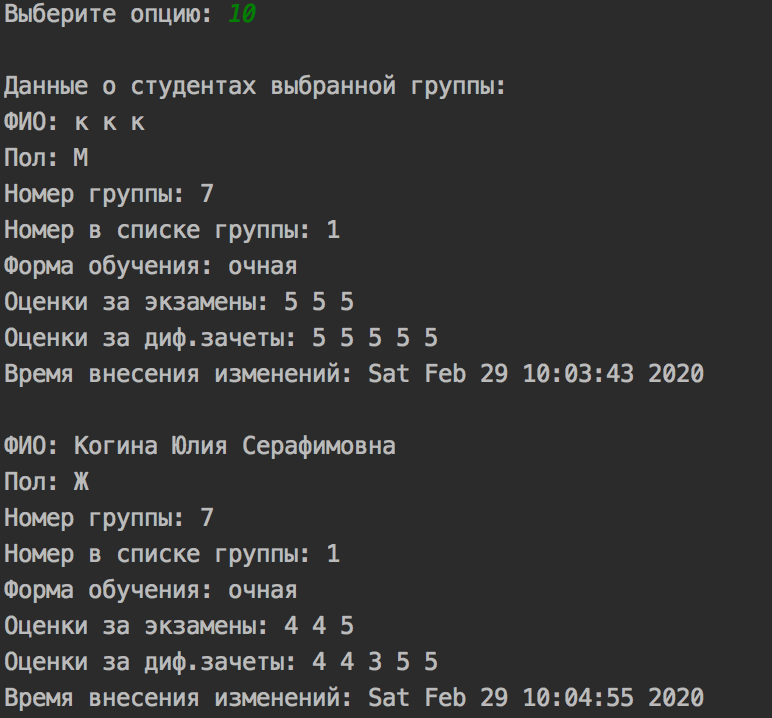 Выберите опцию: 10
Данные о студентах выбранной группы:
ФИО: к к к
Пол: М
Номер группы: 7
Номер в списке группы: 1
Форма обучения: очная
Оценки за экзамены: 5 5 5
Оценки за диф.зачеты: 5 5 5 5 5
Время внесения изменений: Sat Feb 29 10:03:43 2020
ФИО: Когина Юлия Серафимовна
Пол: Ж
Номер группы: 7
Номер в списке группы: 1
Форма обучения: очная
Оценки за экзамены: 4 4 5
Оценки за диф.зачеты: 4 4 3 5 5
Время внесения изменений: Sat Feb 29 10:04:55 2020